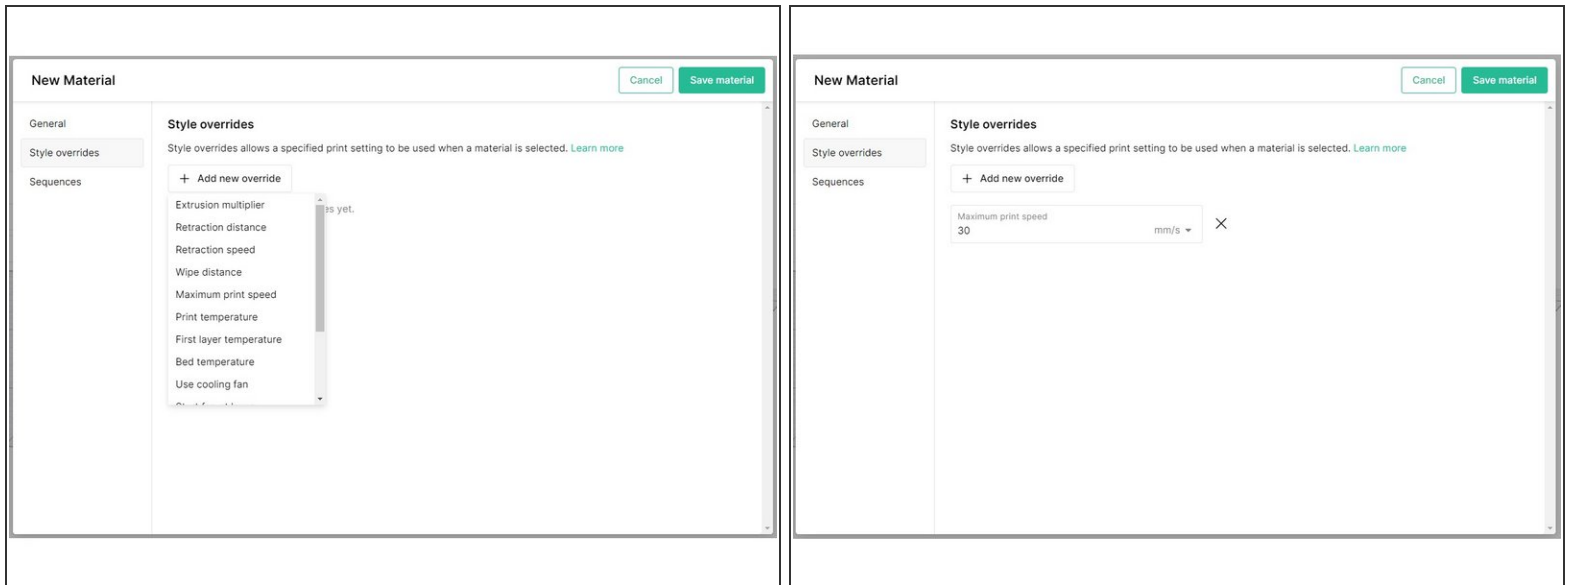 New Material
Cancel
Save material
General
Style overrides
Sequences
Style overrides
Style overrides allows a specified print setting to be used when a material is selected. Learn more
+ Add new override
Extrusion multiplier
es yet.
Retraction distance
Retraction speed
Wipe distance
Maximum print speed
Print temperature
First layer temperature
Bed temperature
Use cooling fan
New Material
Cancel
Save material
General
Style overrides
Sequences
Style overrides
Style overrides allows a specified print setting to be used when a material is selected. Learn more
+ Add new override
Maximum print speed
30 mm/s